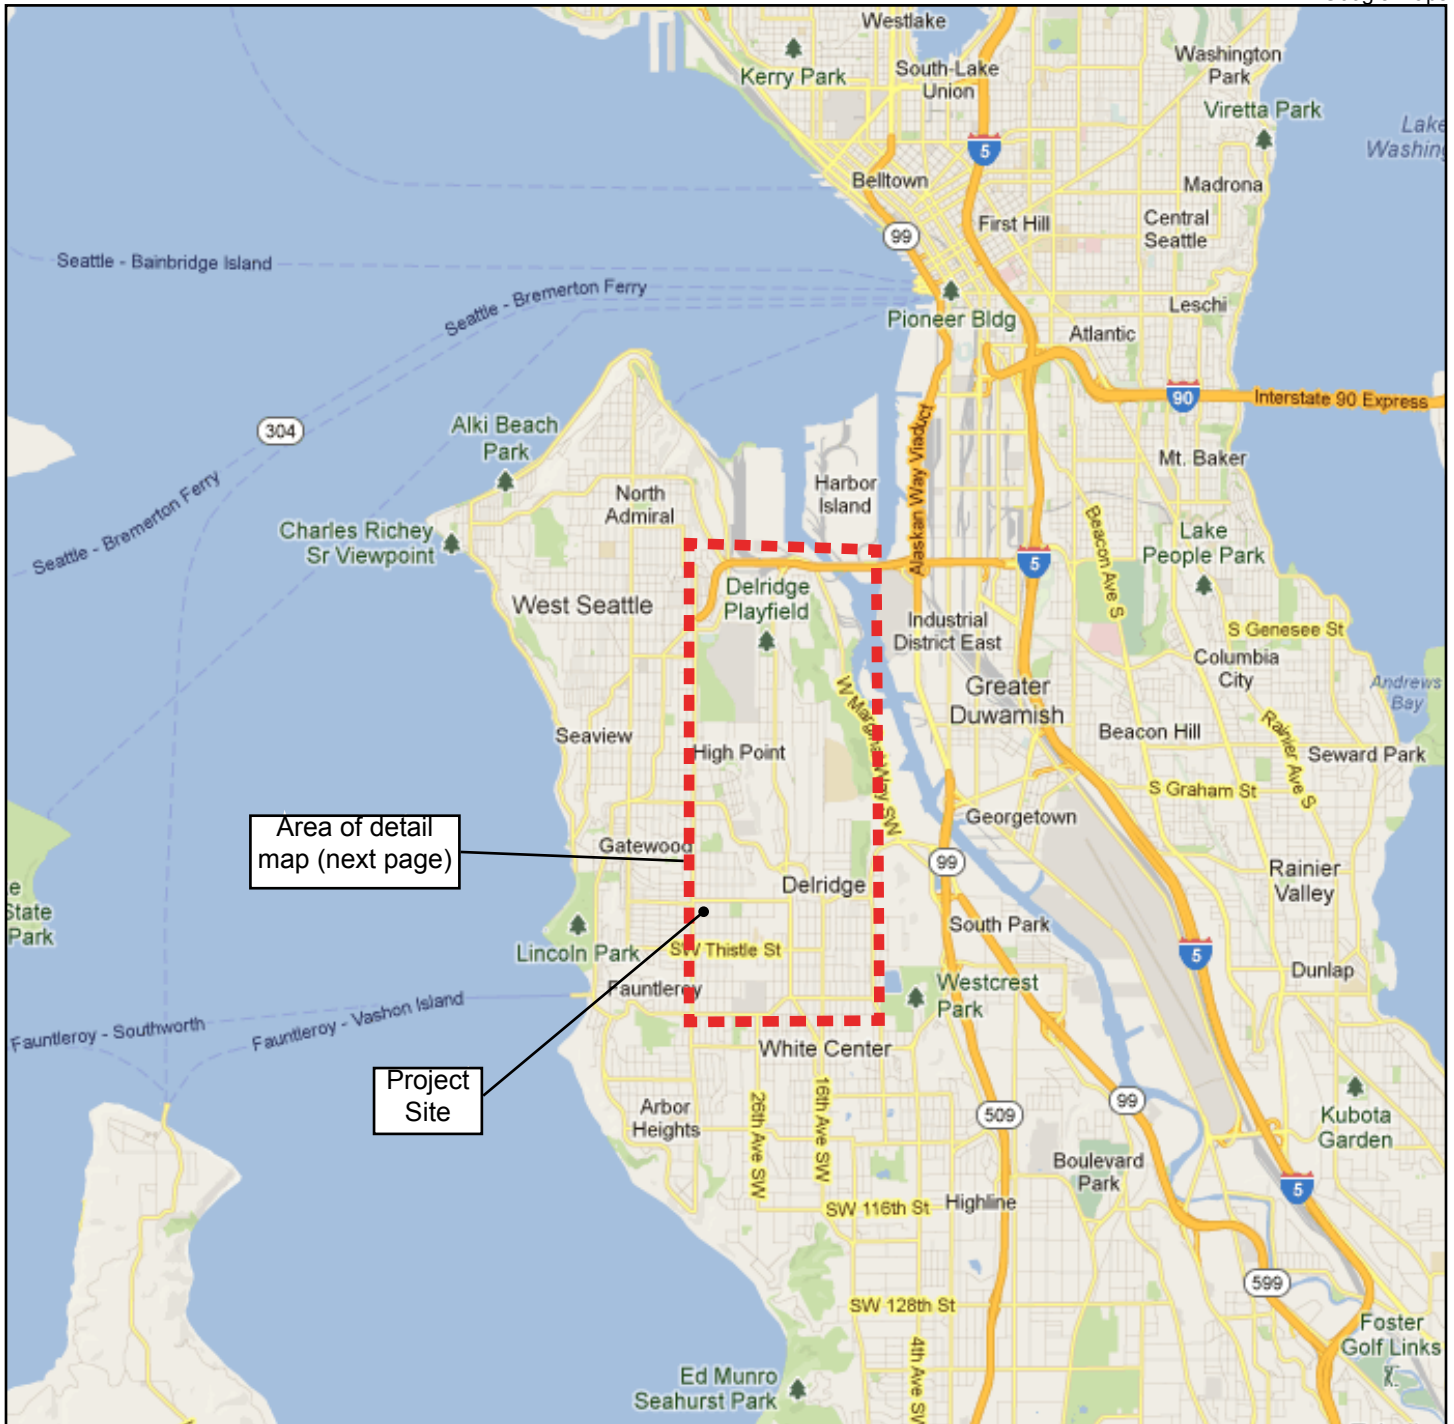 Westlake
Kerry Park
South-Lake
Union
Washington
Park
Viretta Park
Lake
5
Belltown
Madrona
First Hill
Central
Seattle
99
Seattle - Bainbridge Island
Seattle - Bremerton Ferry
Leschi
Pioneer Bldg
Atlantic
90
Interstate 90 Express
304
Alki Beach
Park
Alaskan Way Viaduct
Mt. Baker
Harbor
Island
North
Admiral
Seattle - Bremerton Ferry
Charles Richey
Sr Viewpoint
Beacon Ave S
Lake
People Park
5
Delridge
Playfield
West Seattle
Industrial
District East
S Genesee St
Columbia
City
Greater
Duwamish
Andrews
Bay
W Marginal Way SW
Seaview
High Point
Beacon Hill
Rainier Ave S
Seward Park
S Graham St
Area of detail
map (next page)
Georgetown
Gatewood
99
Rainier
Valley
Delridge
e
State
Park
South Park
Lincoln Park
SW Thistle St
5
Dunlap
Westcrest
Park
Fauntleroy
Fauntleroy - Southworth
Fauntleroy - Vashon Island
White Center
Project
Site
26th Ave SW
16th Ave SW
Arbor
Heights
509
99
Kubota
Garden
Boulevard
Park
5
SW 116th St
Highline
599
SW 128th St
Foster
Golf Links
4th Ave SW
Ed Munro
Seahurst Park